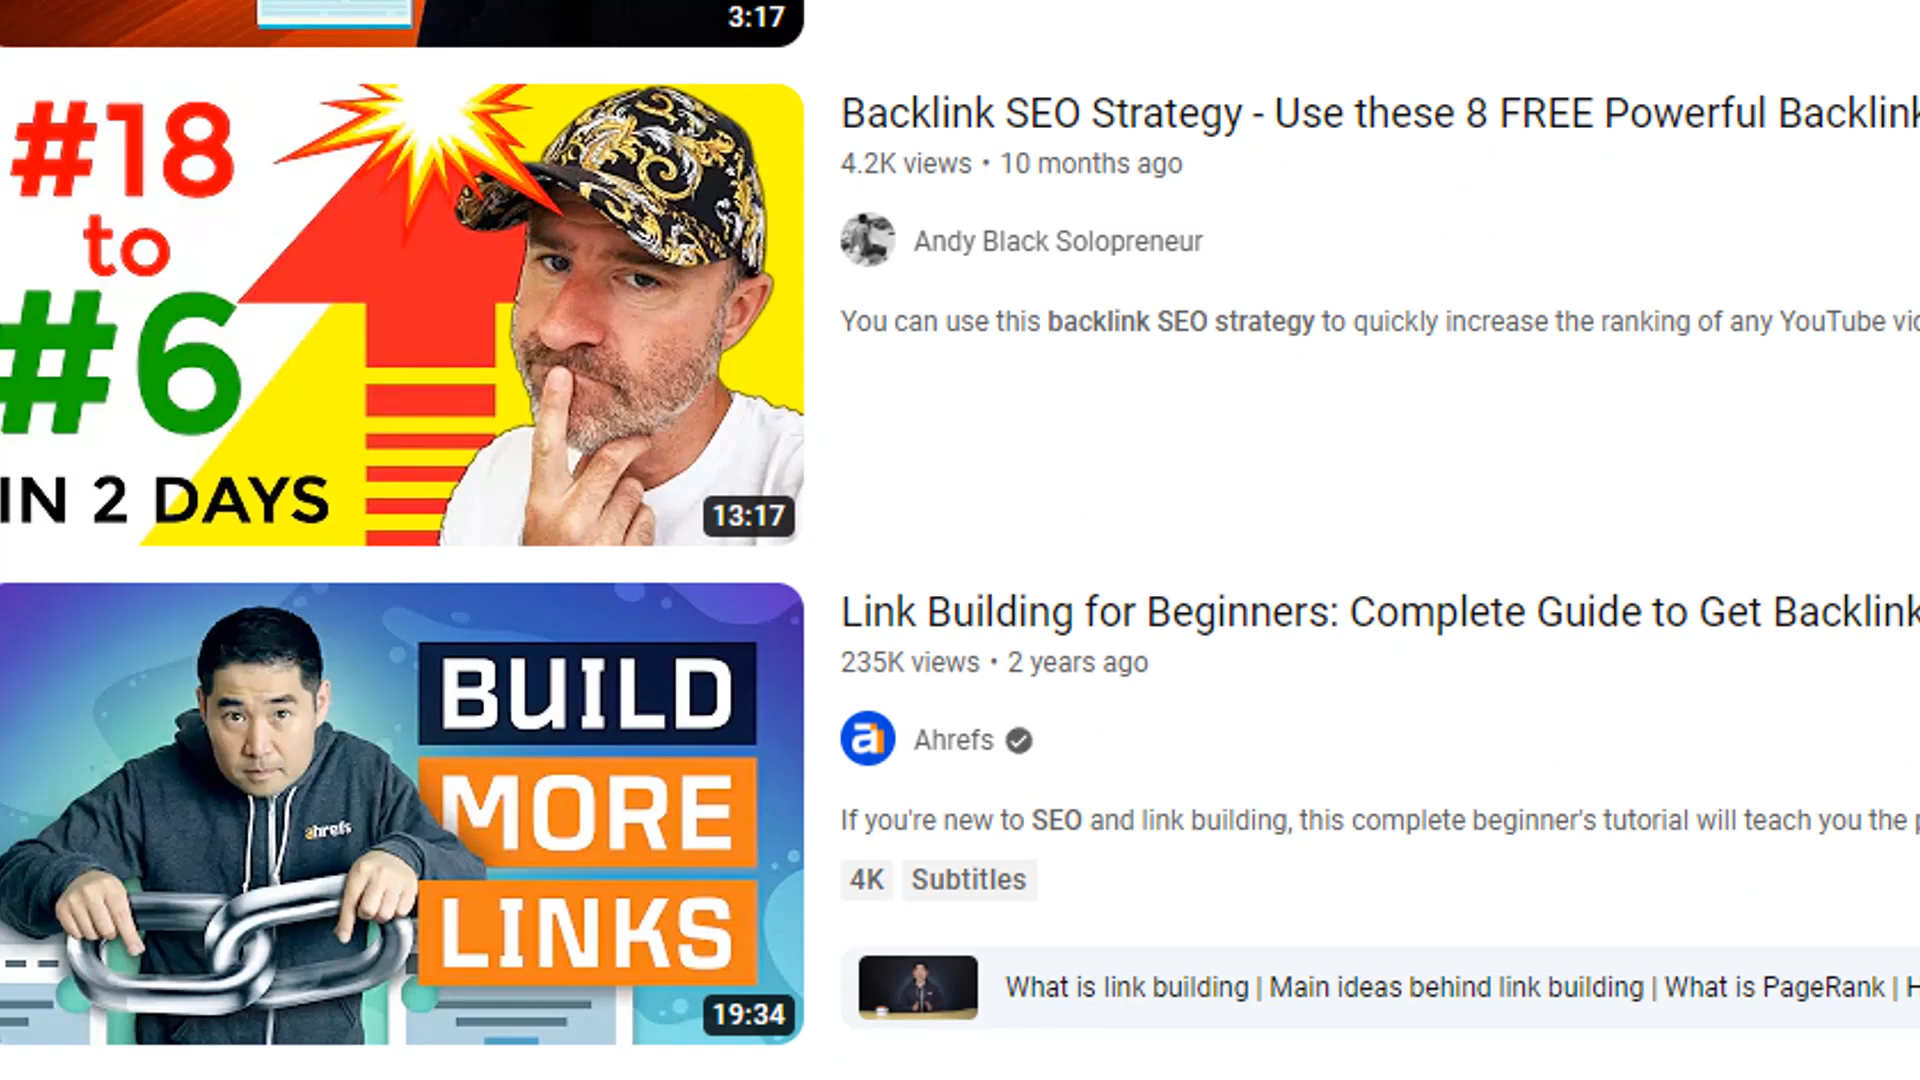 3:17
#18
to
#6
IN 2 DAYS
13:17
Backlink SEO Strategy - Use these 8 FREE Powerful Backlink
4.2K views • 10 months ago
Andy Black Solopreneur
You can use this backlink SEO strategy to quickly increase the ranking of any YouTube vid
BUILD
MORE
LINKS
ahrefs
19:34
Link Building for Beginners: Complete Guide to Get Backlink
235K views • 2 years ago
a
Ahrefs
If you're new to SEO and link building, this complete beginner's tutorial will teach you the p
4K Subtitles
What is link building | Main ideas behind link building | What is PageRank | H